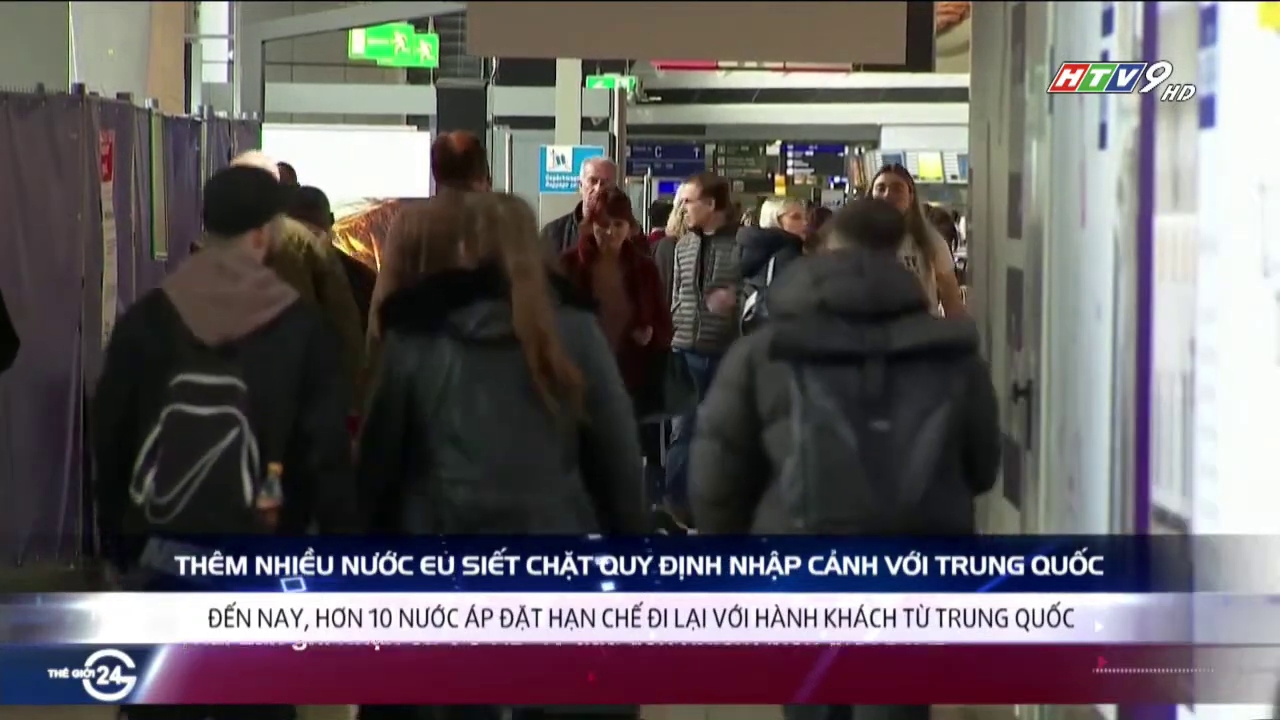 HTV9 HD
C T
THÊM NHIỀU NƯỚC EU SIẾT CHẶT QUY ĐỊNH NHẬP CẢNH VỚI TRUNG QUỐC
ĐẾN NAY, HƠN 10 NƯỚC ÁP ĐẶT HẠN CHẾ ĐI LẠI VỚI HÀNH KHÁCH TỪ TRUNG QUỐC
THẾ GIỚI 24G